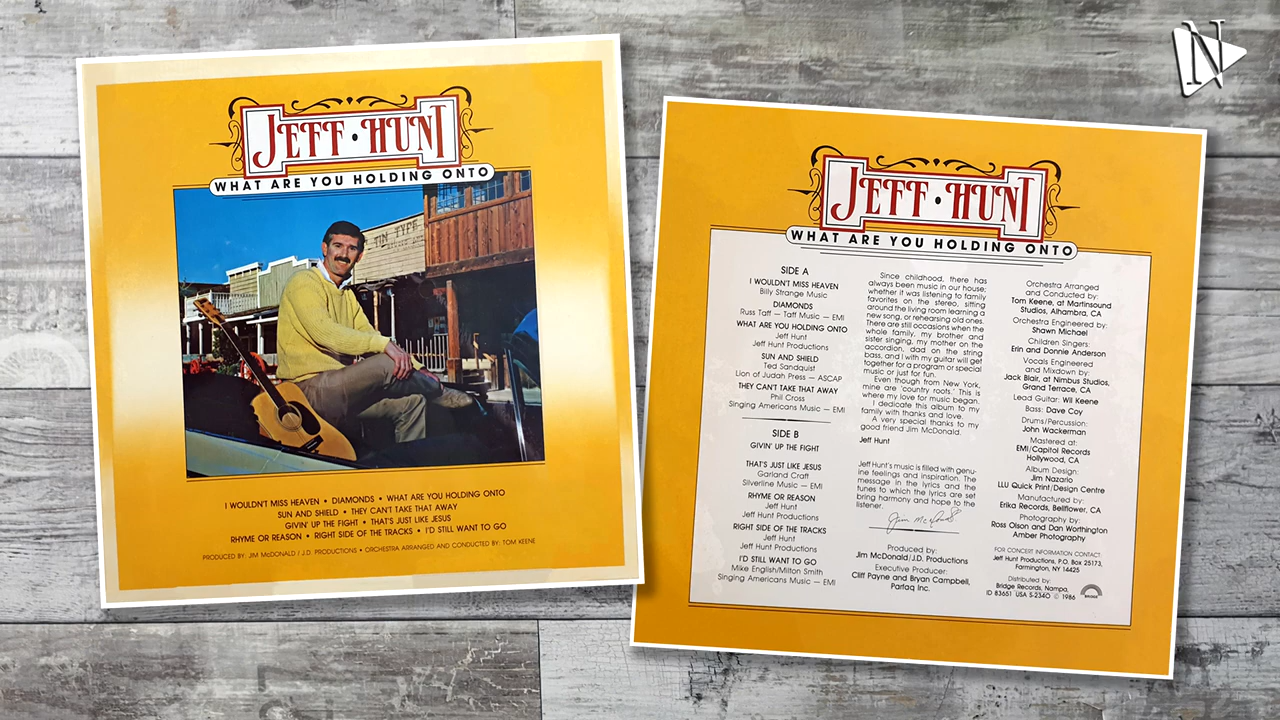 JEFF • HUNT
WHAT ARE YOU HOLDING ONTO
TIN TYPE
I WOULDN'T MISS HEAVEN • DIAMONDS • WHAT ARE YOU HOLDING ONTO
SUN AND SHIELD • THEY CAN'T TAKE THAT AWAY
GIVIN' UP THE FIGHT • THAT'S JUST LIKE JESUS
RHYME OR REASON • RIGHT SIDE OF THE TRACKS • I'D STILL WANT TO GO
PRODUCED BY: JIM McDONALD / J.D. PRODUCTIONS • ORCHESTRA ARRANGED AND CONDUCTED BY: TOM KEENE
N
JEFF • HUNT
WHAT ARE YOU HOLDING ONTO
SIDE A
I WOULDN'T MISS HEAVEN
Billy Strange Music
DIAMONDS
Russ Taff — Taff Music — EMI
WHAT ARE YOU HOLDING ONTO
Jeff Hunt
Jeff Hunt Productions
SUN AND SHIELD
Ted Sandquist
Lion of Judah Press — ASCAP
THEY CAN'T TAKE THAT AWAY
Phil Cross
Singing Americans Music — EMI
SIDE B
GIVIN' UP THE FIGHT
THAT'S JUST LIKE JESUS
Garland Craft
Silverline Music — EMI
RHYME OR REASON
Jeff Hunt
Jeff Hunt Productions
RIGHT SIDE OF THE TRACKS
Jeff Hunt
Jeff Hunt Productions
I'D STILL WANT TO GO
Mike English/Milton Smith
Singing Americans Music — EMI
Since childhood, there has
always been music in our house;
whether it was listening to family
favorites on the stereo, sitting
around the living room learning a
new song, or rehearsing old ones.
There are still occasions when the
whole family, my brother and
sister singing, my mother on the
accordion, dad on the string
bass, and I with my guitar will get
together for a program or special
music or just for fun.
Even though from New York,
mine are 'country roots.' This is
where my love for music began.
I dedicate this album to my
family with thanks and love.
A very special thanks to my
good friend Jim McDonald.
Jeff Hunt
Jeff Hunt's music is filled with genu-
ine feelings and inspiration. The
message in the lyrics and the
tunes to which the lyrics are set
bring harmony and hope to the
listener.
Jim McDonald
Produced by:
Jim McDonald/J.D. Productions
Executive Producer:
Cliff Payne and Bryan Campbell,
Parfaq Inc.
Orchestra Arranged
and Conducted by:
Tom Keene, at Martinsound
Studios, Alhambra, CA
Orchestra Engineered by:
Shawn Michael
Children Singers:
Erin and Donnie Anderson
Vocals Engineered
and Mixdown by:
Jack Blair, at Nimbus Studios,
Grand Terrace, CA
Lead Guitar: Wil Keene
Bass: Dave Coy
Drums/Percussion:
John Wackerman
Mastered at:
EMI/Capitol Records
Hollywood, CA
Album Design:
Jim Nazario
LLU Quick Print/Design Centre
Manufactured by:
Erika Records, Bellflower, CA
Photography by:
Ross Olson and Dan Worthington
Amber Photography
FOR CONCERT INFORMATION CONTACT:
Jeff Hunt Productions, P.O. Box 25173,
Farmington, NY 14425
Distributed by:
Bridge Records, Nampa,
ID 83651 USA S-2340 © 1986
BRIDGE